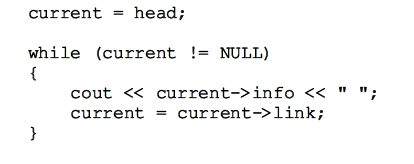 current = head;
while (current != NULL)
{
cout << current->info << " ";
current = current->link;
}